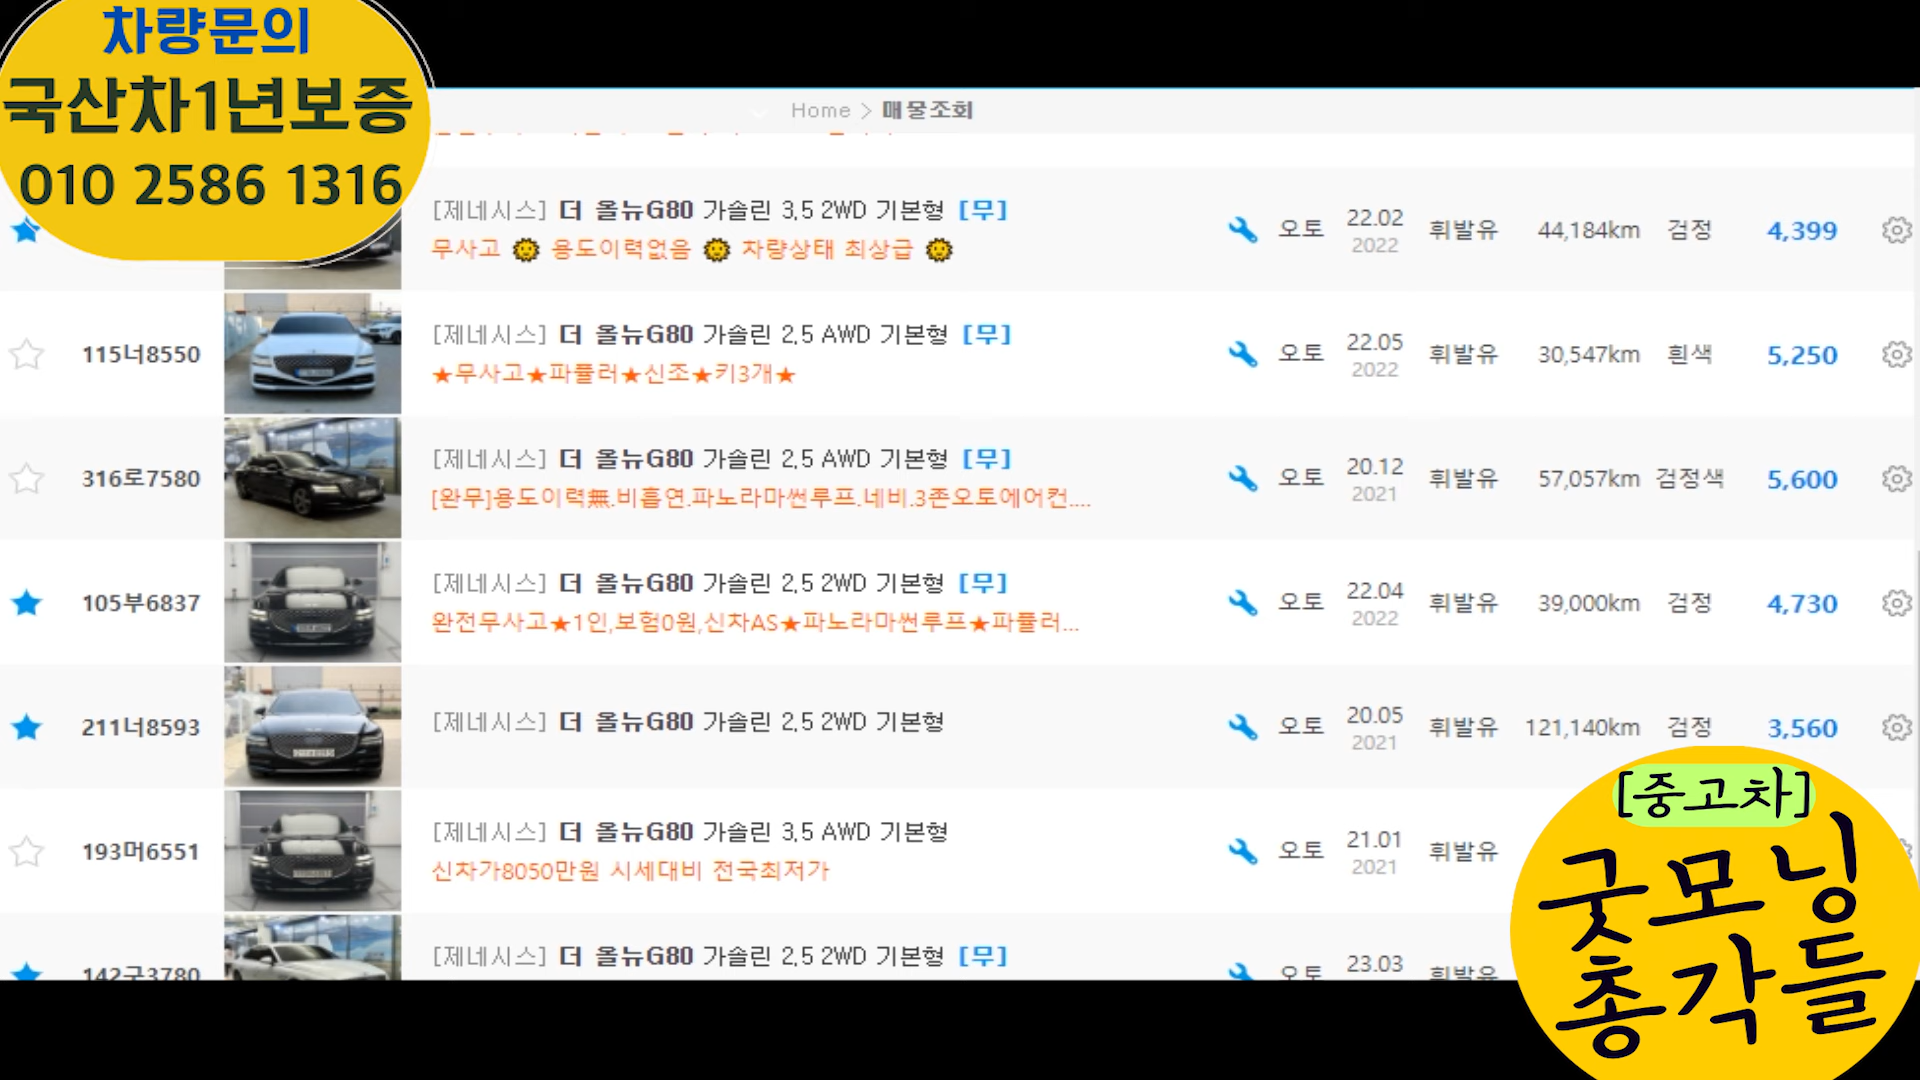 차량문의
국산차1년보증
010 2586 1316
Home > 매물조회
[제네시스] 더 올뉴G80 가솔린 3.5 2WD 기본형 [무]
무사고 용도이력없음 차량상태 최상급
오토 22.02 2022 휘발유 44,184km 검정 4,399
115너8550
[제네시스] 더 올뉴G80 가솔린 2.5 AWD 기본형 [무]
★무사고★파퓰러★신조★키3개★
오토 22.05 2022 휘발유 30,547km 흰색 5,250
316로7580
[제네시스] 더 올뉴G80 가솔린 2.5 AWD 기본형 [무]
[완무]용도이력無.비흡연.파노라마썬루프.네비.3존오토에어컨....
오토 20.12 2021 휘발유 57,057km 검정색 5,600
105부6837
[제네시스] 더 올뉴G80 가솔린 2.5 2WD 기본형 [무]
완전무사고★1인,보험0원,신차AS★파노라마썬루프★파퓰러...
오토 22.04 2022 휘발유 39,000km 검정 4,730
211너8593
[제네시스] 더 올뉴G80 가솔린 2.5 2WD 기본형
오토 20.05 2021 휘발유 121,140km 검정 3,560
193머6551
[제네시스] 더 올뉴G80 가솔린 3.5 AWD 기본형
신차가8050만원 시세대비 전국최저가
오토 21.01 2021 휘발유
142구3780
[제네시스] 더 올뉴G80 가솔린 2.5 2WD 기본형 [무]
오토 23.03 휘발유
[중고차]
굿모닝
총각들